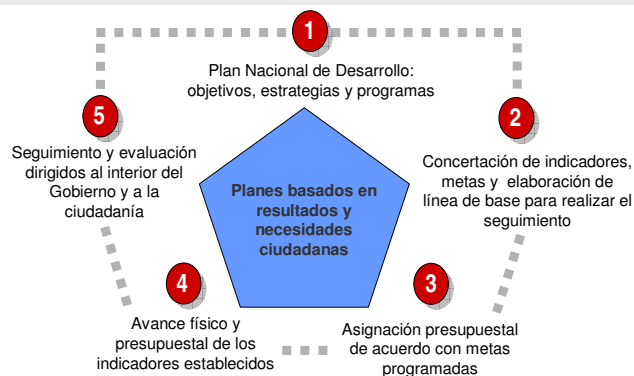 1
Plan Nacional de Desarrollo:
objetivos, estrategias y programas
2
Concertación de indicadores,
metas y elaboración de
línea de base para realizar el
seguimiento
3
Asignación presupuestal
de acuerdo con metas
programadas
4
Avance físico y
presupuestal de los
indicadores establecidos
5
Seguimiento y evaluación
dirigidos al interior del
Gobierno y a la
ciudadanía
Planes basados en
resultados y
necesidades
ciudadanas